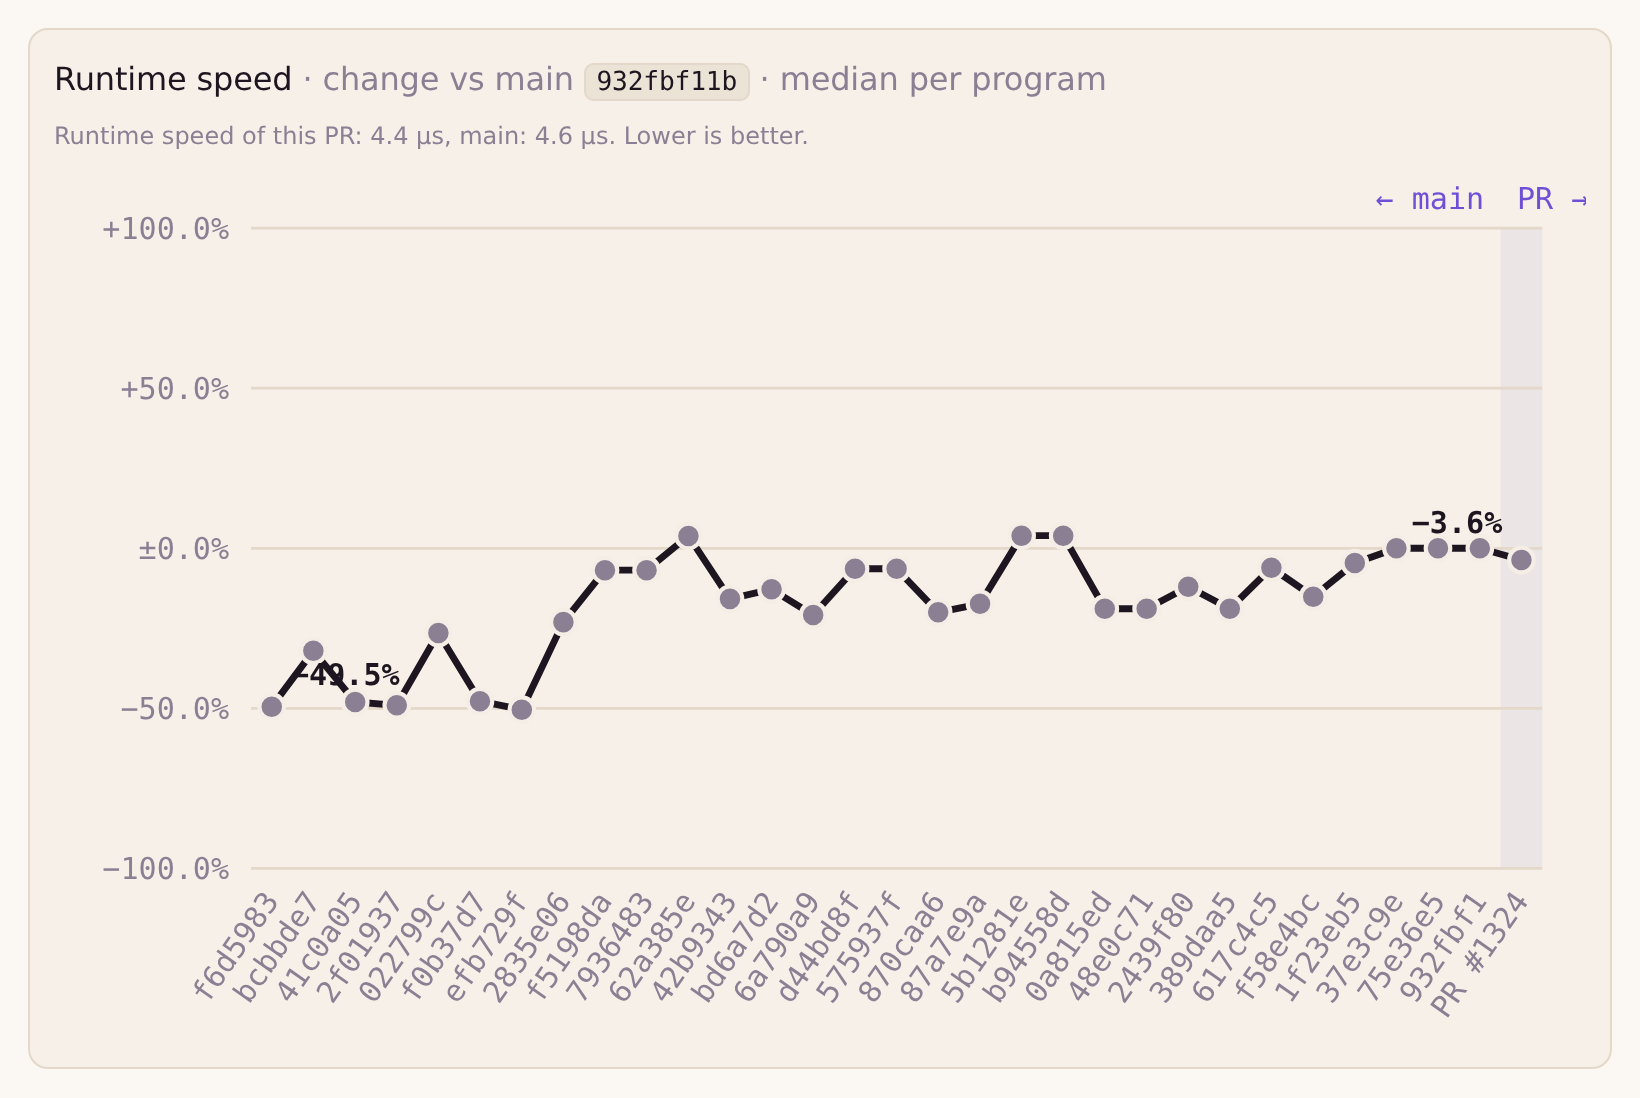 Runtime speed · change vs main 932fbf11b · median per program
Runtime speed of this PR: 4.4 µs, main: 4.6 µs. Lower is better.
← main PR →
+100.0%
+50.0%
±0.0%
−50.0%
−100.0%
−49.5%
−3.6%
f6d5983
bcbbde7
41c0a05
2f01937
022799c
f0b37d7
efb729f
2835e06
f5198da
7936483
62a385e
42b9343
bd6a7d2
6a790a9
d44bd8f
575937f
870caa6
87a7e9a
5b1281e
b94558d
0a815ed
48e0c71
2439f80
389daa5
617c4c5
f58e4bc
1f23eb5
37e3c9e
75e36e5
932fbf1
PR #1324